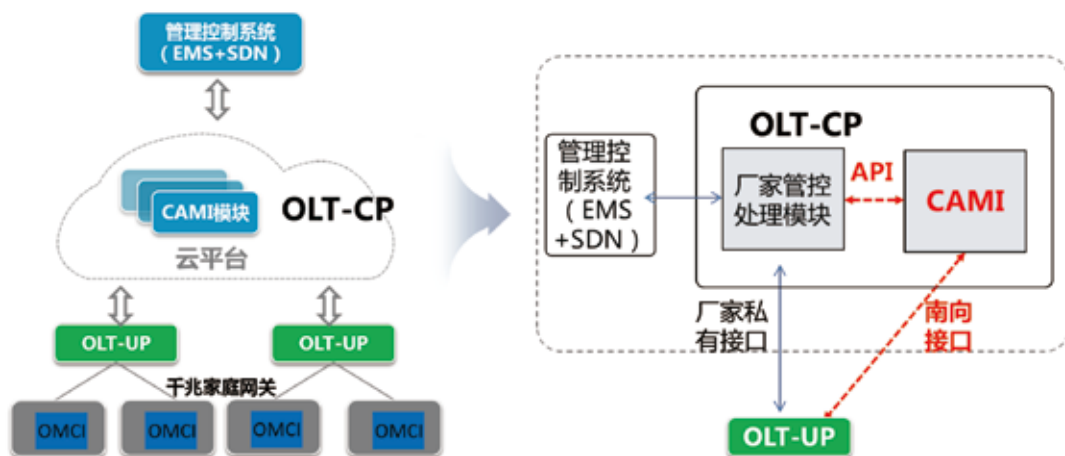 管理控制系统
（EMS+SDN）
CAMI模块
OLT-CP
云平台
OLT-UP
OLT-UP
千兆家庭网关
OMCI
OMCI
OMCI
OMCI
管理控
制系统
（EMS
+SDN）
OLT-CP
厂家管控
处理模块
API
CAMI
厂家私
有接口
南向
接口
OLT-UP